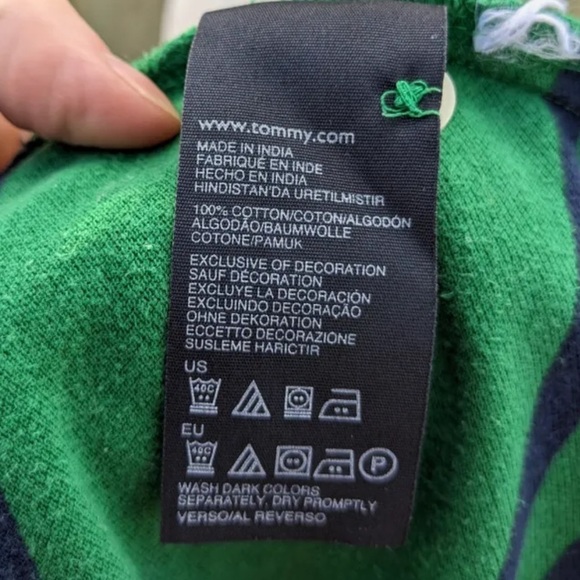 www.tommy.com
MADE IN INDIA
FABRIQUÉ EN INDE
HECHO EN INDIA
HINDISTAN'DA URETILMISTIR
100% COTTON/COTON/ALGODÓN
ALGODÃO/BAUMWOLLE
COTONE/PAMUK
EXCLUSIVE OF DECORATION
SAUF DÉCORATION
EXCLUYE LA DECORACIÓN
EXCLUINDO DECORAÇÃO
OHNE DEKORATION
ECCETTO DECORAZIONE
SUSLEME HARICTIR
US
40C
EU
40C P
WASH DARK COLORS
SEPARATELY. DRY PROMPTLY
VERSO/AL REVERSO